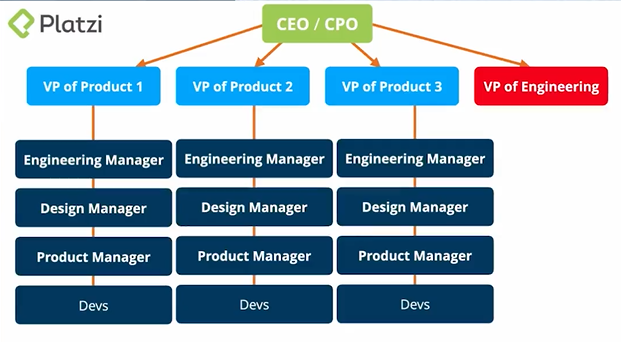 Platzi
CEO / CPO
VP of Product 1
VP of Product 2
VP of Product 3
VP of Engineering
Engineering Manager
Engineering Manager
Engineering Manager
Design Manager
Design Manager
Design Manager
Product Manager
Product Manager
Product Manager
Devs
Devs
Devs